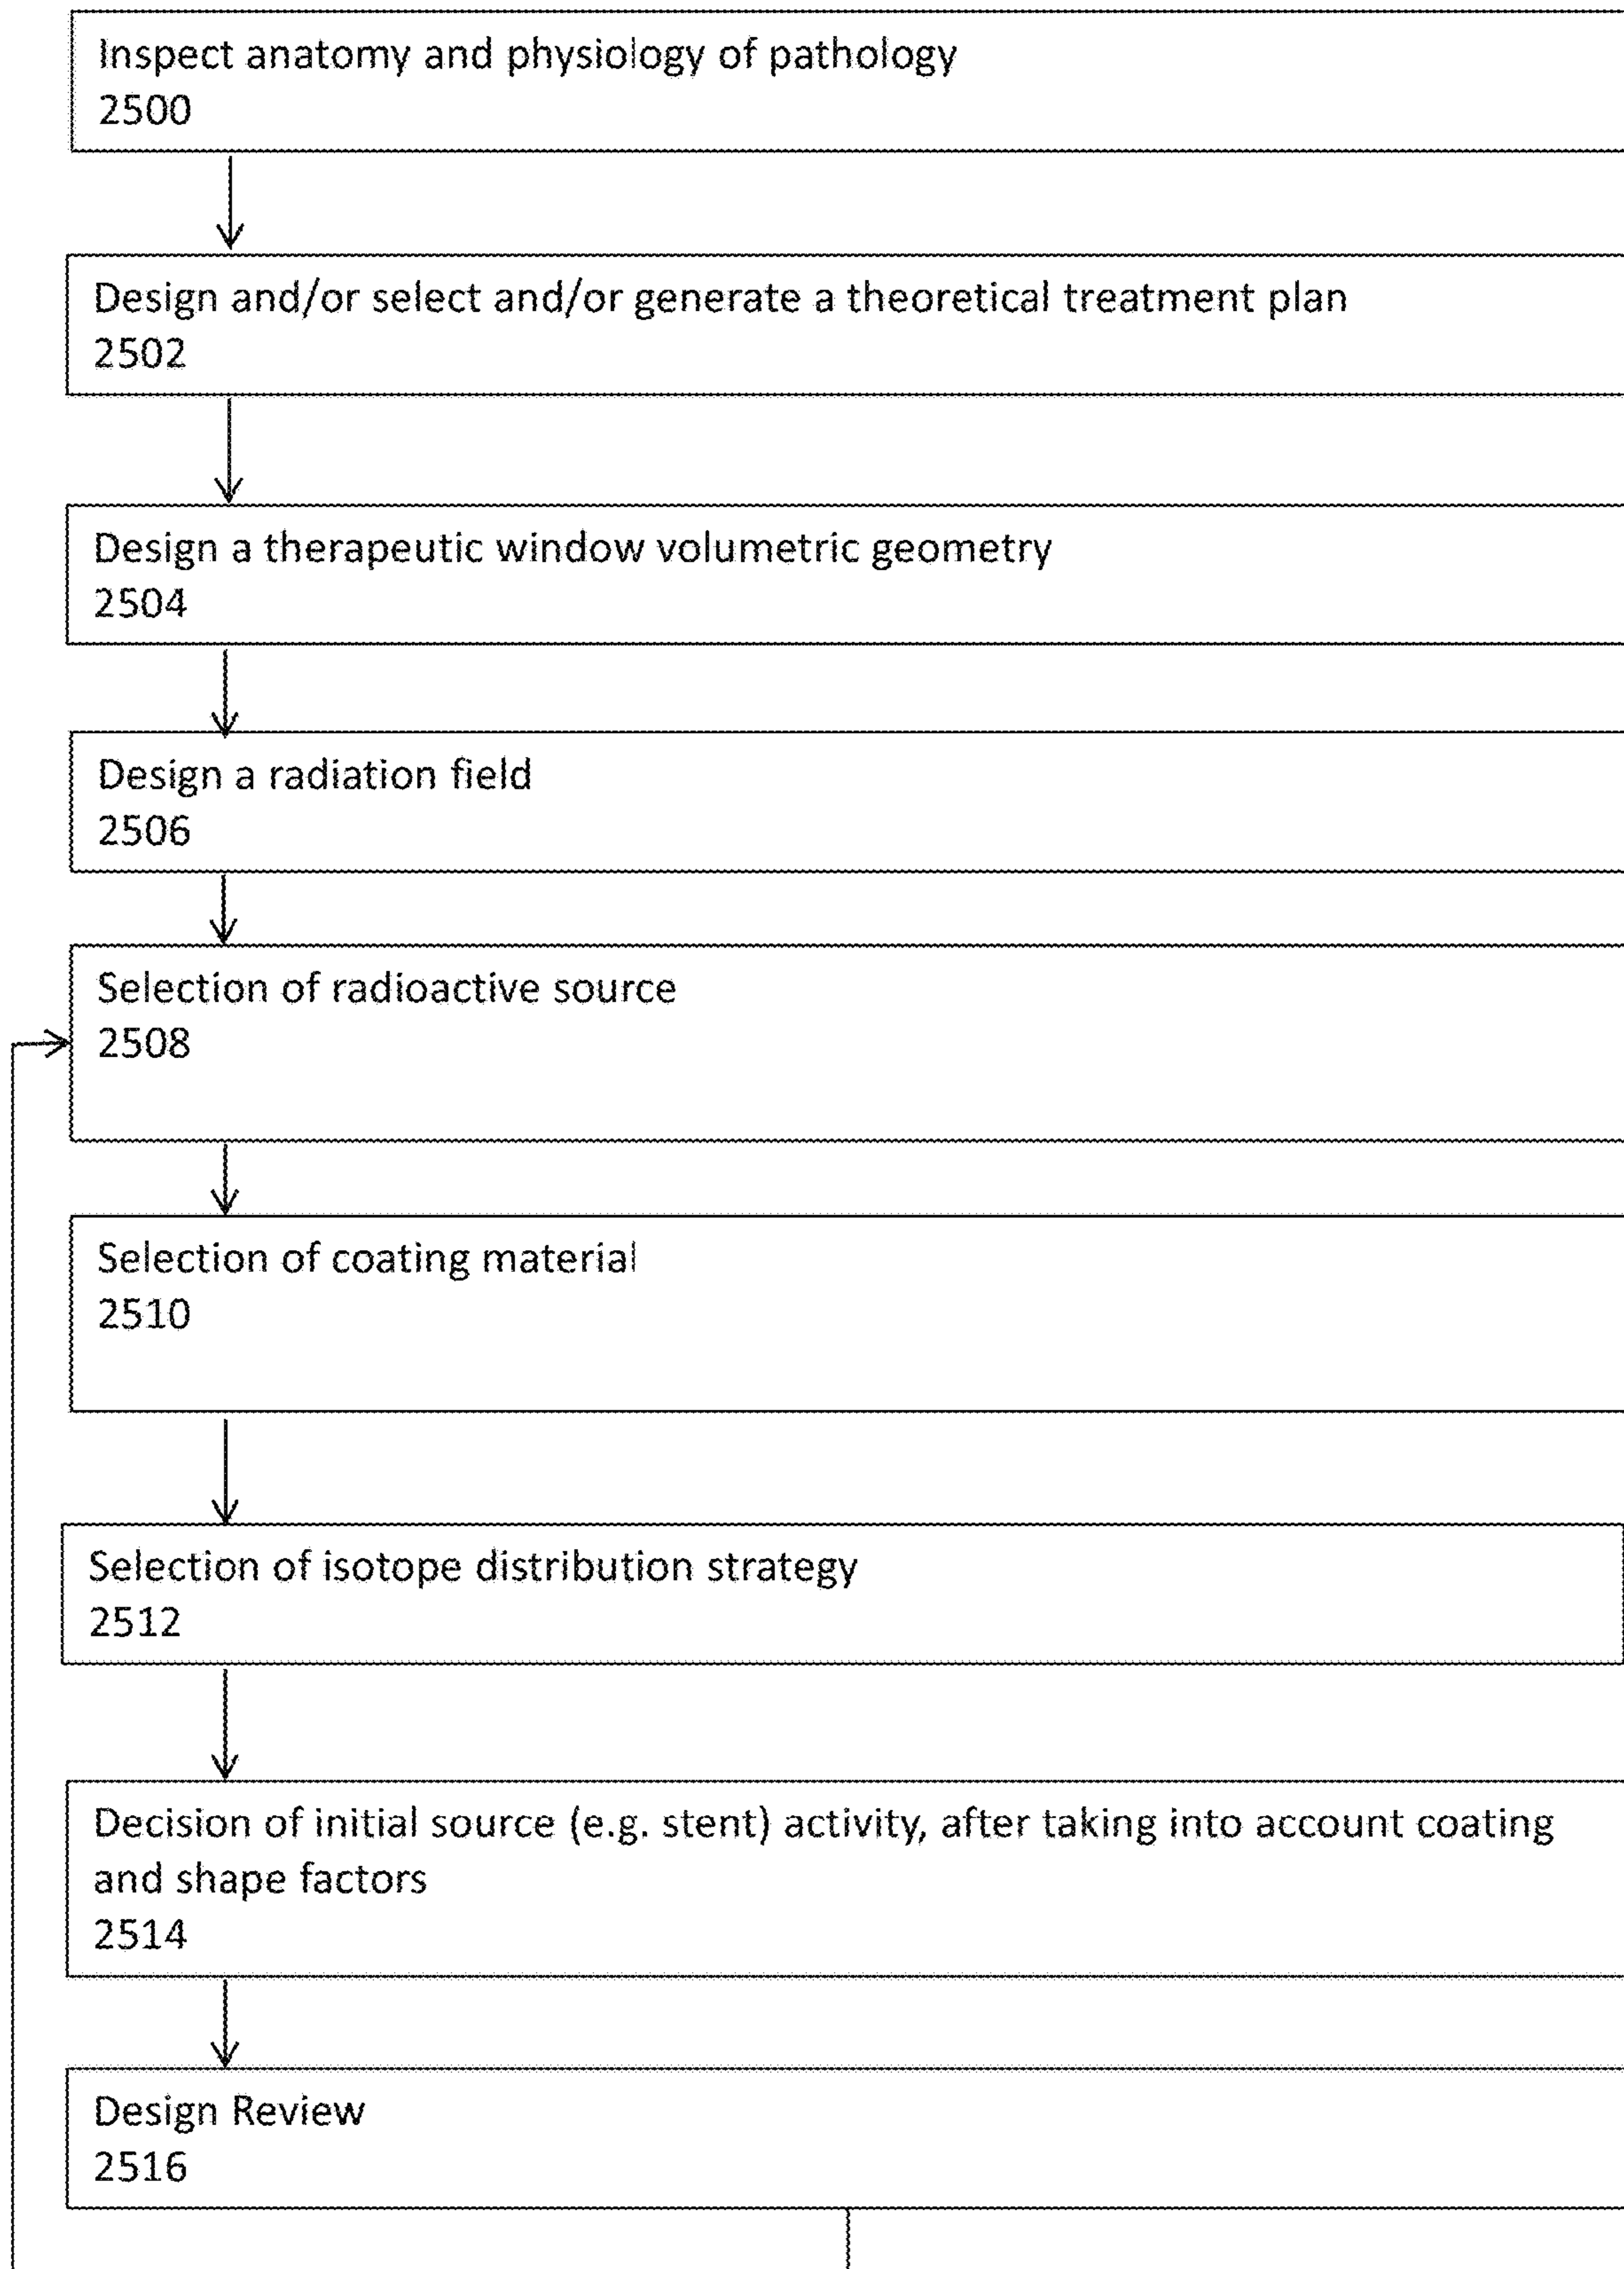 Inspect anatomy and physiology of pathology
2500
Design and/or select and/or generate a theoretical treatment plan
2502
Design a therapeutic window volumetric geometry
2504
Design a radiation field
2506
Selection of radioactive source
2508
Selection of coating material
2510
Selection of isotope distribution strategy
2512
Decision of initial source (e.g. stent) activity, after taking into account coating
and shape factors
2514
Design Review
2516